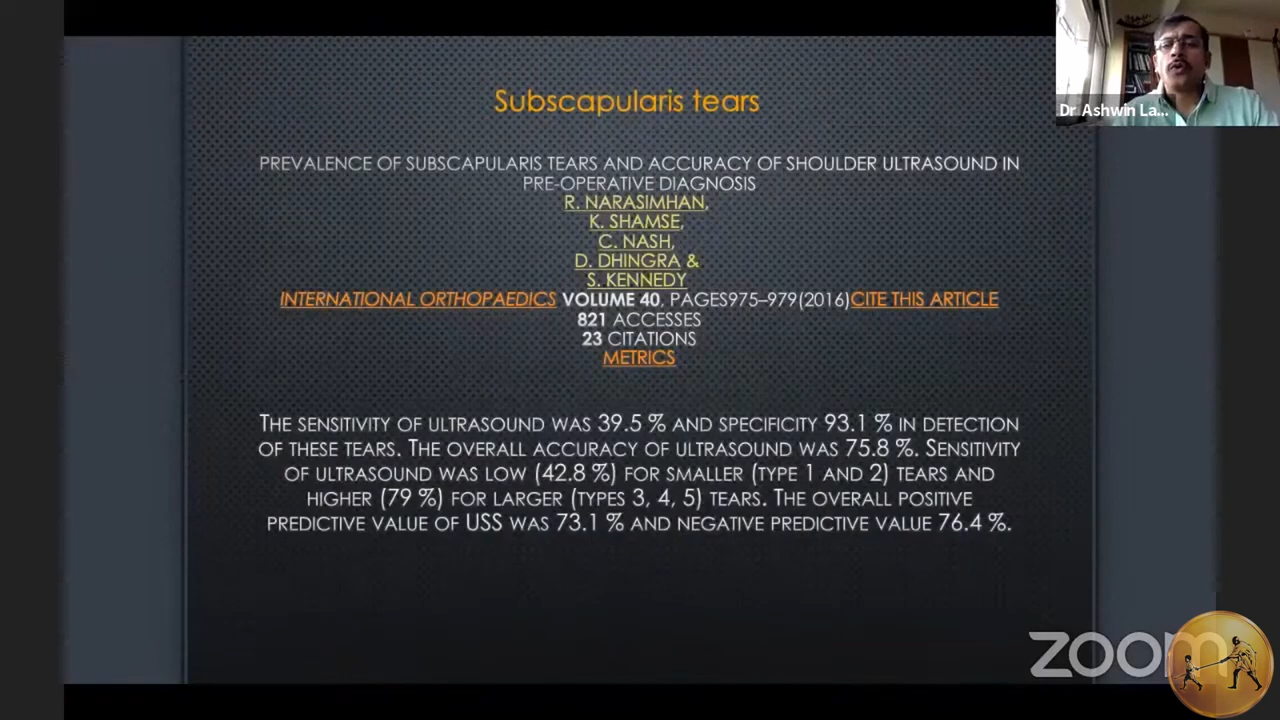 Subscapularis tears
Dr Ashwin La...
PREVALENCE OF SUBSCAPULARIS TEARS AND ACCURACY OF SHOULDER ULTRASOUND IN
PRE-OPERATIVE DIAGNOSIS
R. NARASIMHAN,
K. SHAMSE,
C. NASH,
D. DHINGRA &
S. KENNEDY
INTERNATIONAL ORTHOPAEDICS VOLUME 40, PAGES975–979(2016)CITE THIS ARTICLE
821 ACCESSES
23 CITATIONS
METRICS
THE SENSITIVITY OF ULTRASOUND WAS 39.5 % AND SPECIFICITY 93.1 % IN DETECTION
OF THESE TEARS. THE OVERALL ACCURACY OF ULTRASOUND WAS 75.8 %. SENSITIVITY
OF ULTRASOUND WAS LOW (42.8 %) FOR SMALLER (TYPE 1 AND 2) TEARS AND
HIGHER (79 %) FOR LARGER (TYPES 3, 4, 5) TEARS. THE OVERALL POSITIVE
PREDICTIVE VALUE OF USS WAS 73.1 % AND NEGATIVE PREDICTIVE VALUE 76.4 %.
zoom